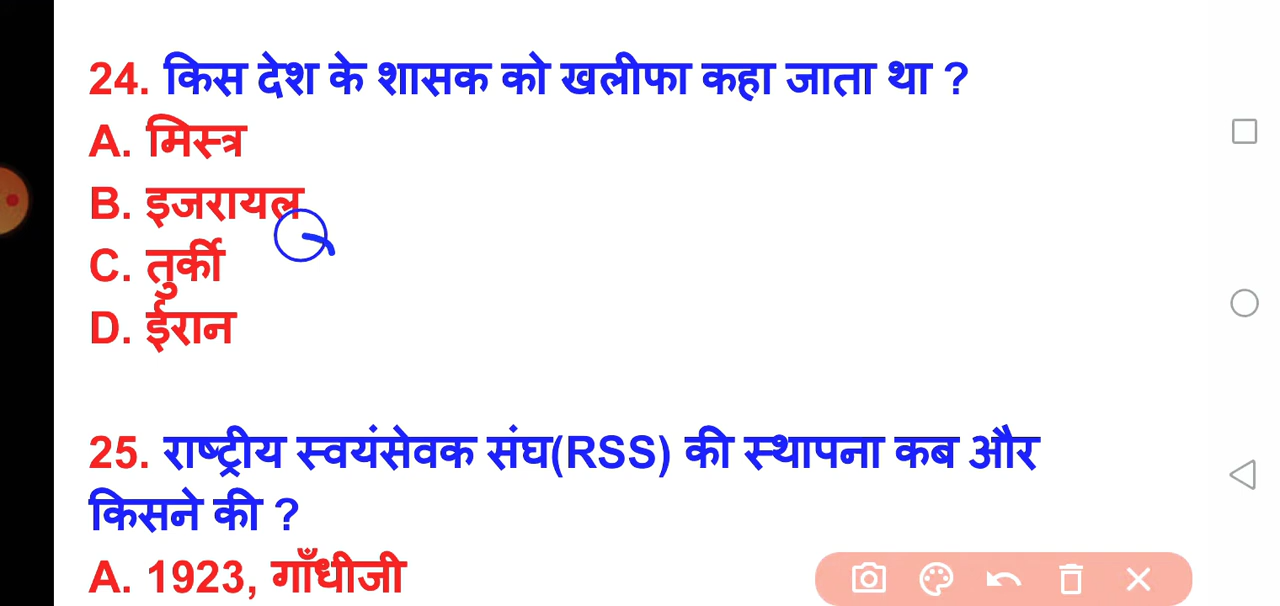 24. किस देश के शासक को खलीफा कहा जाता था ?
A. मिस्त्र
B. इजरायल
C. तुर्की
D. ईरान
25. राष्ट्रीय स्वयंसेवक संघ(RSS) की स्थापना कब और
किसने की ?
A. 1923, गाँधीजी